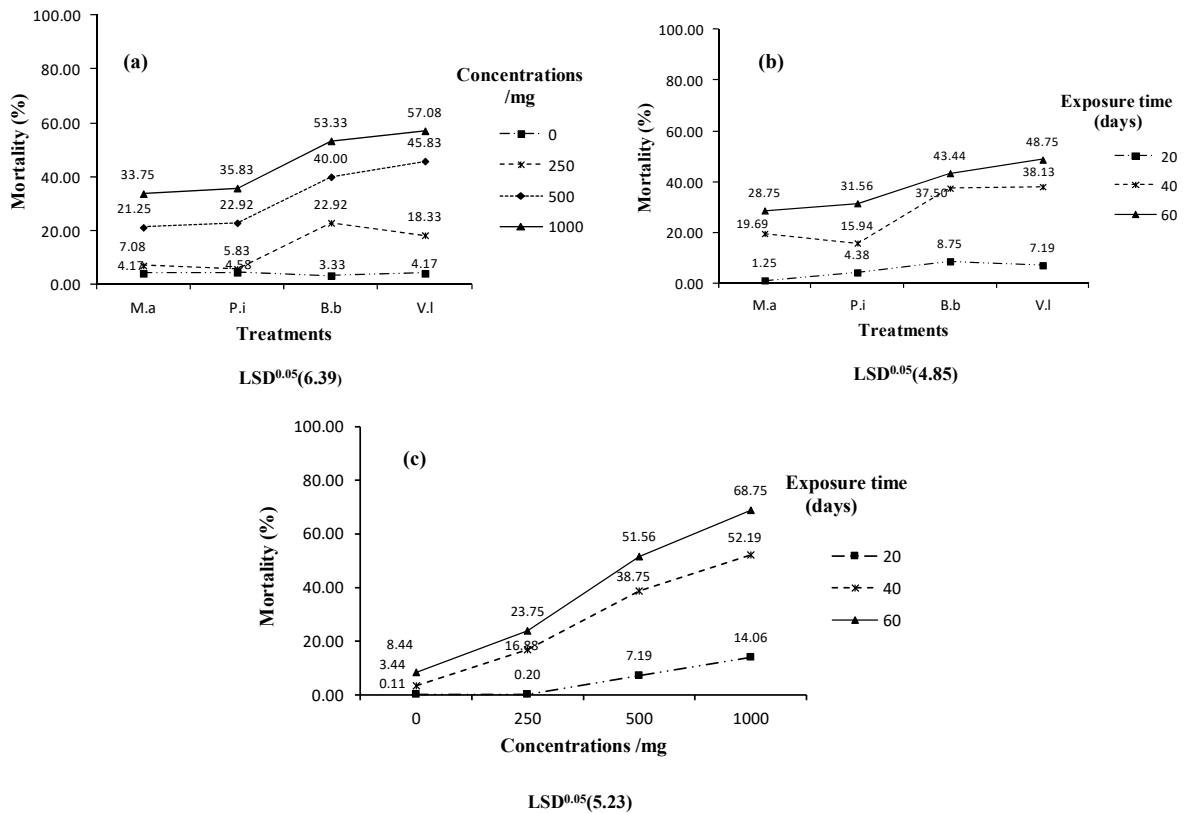 (a)
Mortality (%)
100.00
80.00
60.00
40.00
20.00
0.00
33.75
35.83
53.33
57.08
21.25
22.92
40.00
45.83
7.08
5.83
22.92
18.33
4.17
4.58
3.33
4.17
M.a
P.i
B.b
V.l
Treatments
Concentrations
/mg
0
250
500
1000
LSD0.05(6.39)
(b)
Mortality (%)
100.00
80.00
60.00
40.00
20.00
0.00
28.75
31.56
43.44
48.75
19.69
15.94
37.50
38.13
1.25
4.38
8.75
7.19
M.a
P.i
B.b
V.l
Treatments
Exposure time
(days)
20
40
60
LSD0.05(4.85)
(c)
Mortality (%)
100.00
80.00
60.00
40.00
20.00
0.00
8.44
23.75
51.56
68.75
3.44
16.88
38.75
52.19
0.11
0.20
7.19
14.06
0
250
500
1000
Concentrations /mg
Exposure time
(days)
20
40
60
LSD0.05(5.23)